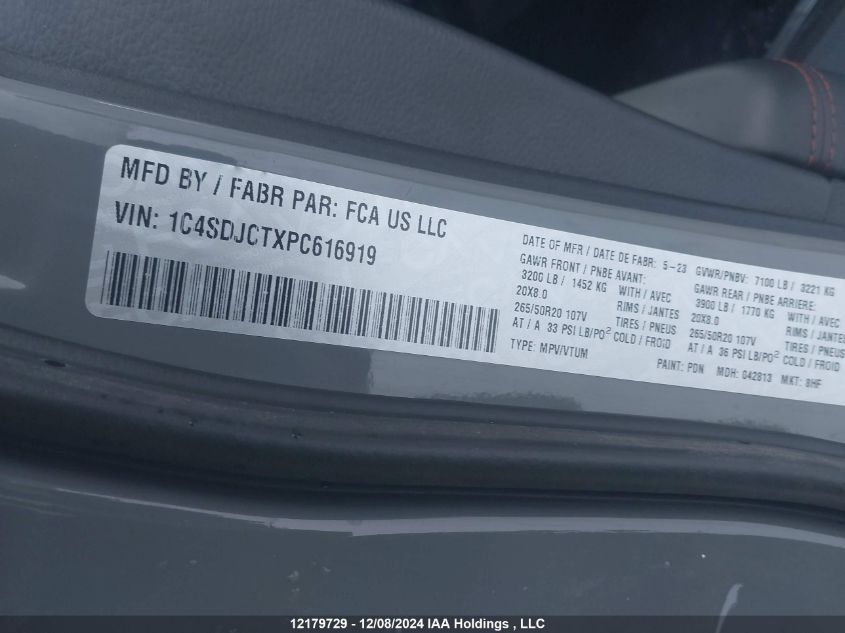 MFD BY / FABR PAR: FCA US LLC
VIN: 1C4SDJCTXPC616919
DATE OF MFR / DATE DE FABR: 5-23 GVWR/PNBV: 7100 LB / 3221 KG
GAWR FRONT / PNBE AVANT: GAWR REAR / PNBE ARRIERE:
3200 LB / 1452 KG WITH / AVEC 3900 LB / 1770 KG WITH / AVEC
20X8.0 RIMS / JANTES 20X8.0 RIMS / JANTES
265/50R20 107V TIRES / PNEUS 265/50R20 107V TIRES / PNEUS
AT / A 33 PSI LB/PO² COLD / FROID AT / A 36 PSI LB/PO² COLD / FROID
TYPE: MPV/VTUM PAINT: PDN MDH: 042813 MKT: 8HF
12179729 - 12/08/2024 IAA Holdings , LLC